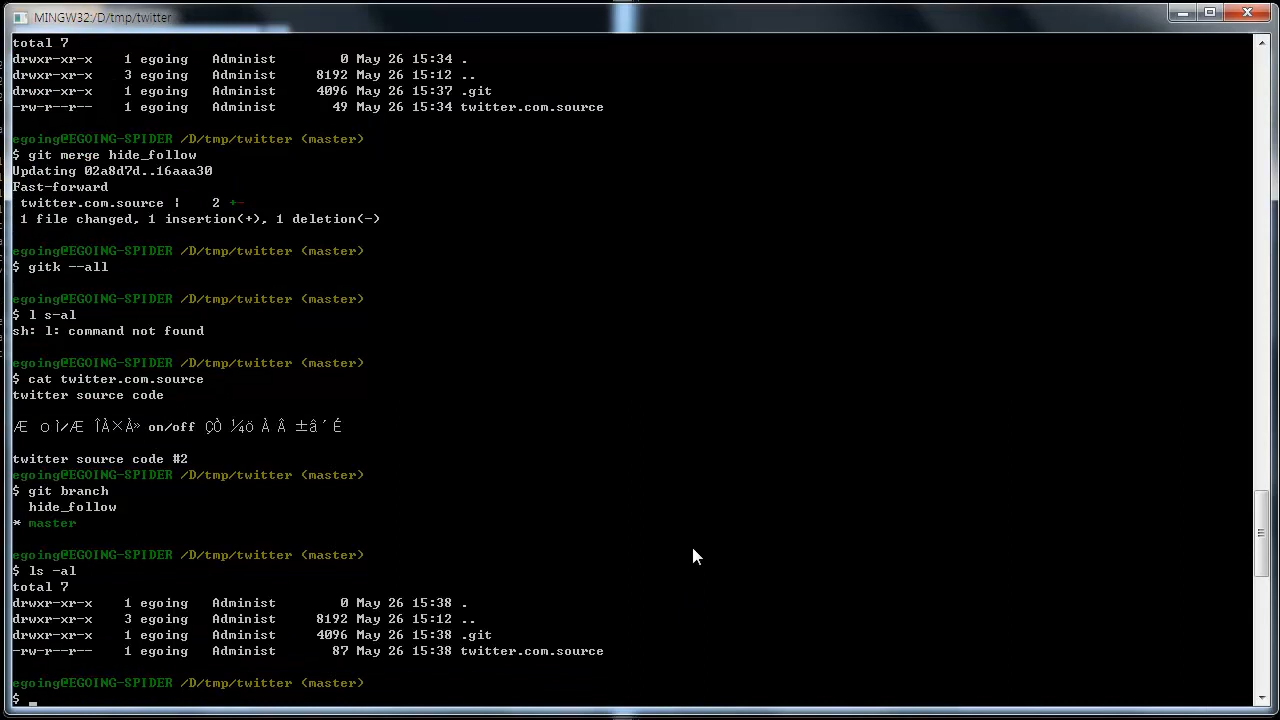 MINGW32:/D/tmp/twitter
total 7
drwxr-xr-x    1 egoing   Administ        0 May 26 15:34 .
drwxr-xr-x    3 egoing   Administ     8192 May 26 15:12 ..
drwxr-xr-x    1 egoing   Administ     4096 May 26 15:37 .git
-rw-r--r--    1 egoing   Administ       49 May 26 15:34 twitter.com.source
egoing@EGOING-SPIDER /D/tmp/twitter (master)
$ git merge hide_follow
Updating 02a8d7d..16aaa30
Fast-forward
 twitter.com.source |    2 +-
 1 file changed, 1 insertion(+), 1 deletion(-)
egoing@EGOING-SPIDER /D/tmp/twitter (master)
$ gitk --all
egoing@EGOING-SPIDER /D/tmp/twitter (master)
$ l s-al
sh: l: command not found
egoing@EGOING-SPIDER /D/tmp/twitter (master)
$ cat twitter.com.source
twitter source code
on/off
twitter source code #2
egoing@EGOING-SPIDER /D/tmp/twitter (master)
$ git branch
  hide_follow
* master
egoing@EGOING-SPIDER /D/tmp/twitter (master)
$ ls -al
total 7
drwxr-xr-x    1 egoing   Administ        0 May 26 15:38 .
drwxr-xr-x    3 egoing   Administ     8192 May 26 15:12 ..
drwxr-xr-x    1 egoing   Administ     4096 May 26 15:38 .git
-rw-r--r--    1 egoing   Administ       87 May 26 15:38 twitter.com.source
egoing@EGOING-SPIDER /D/tmp/twitter (master)
$